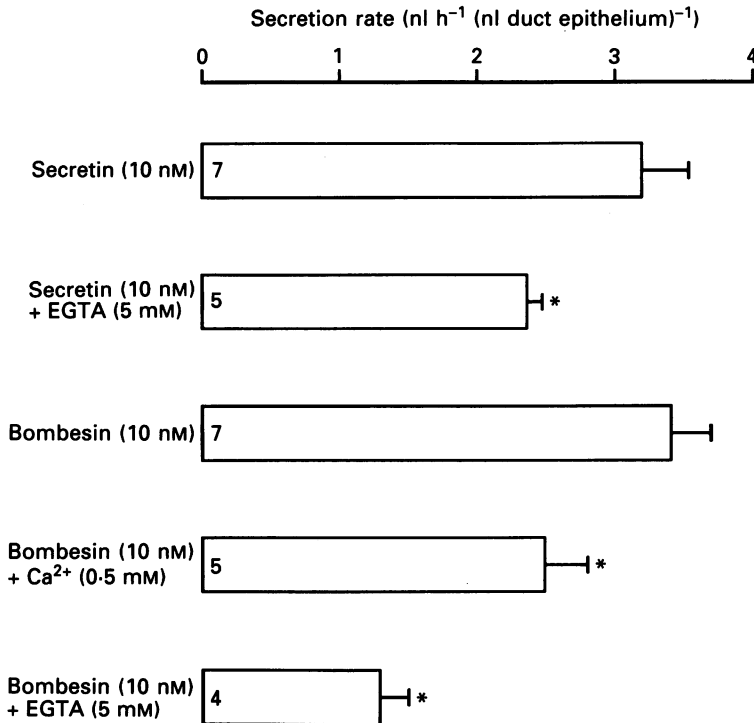 Secretion rate (nl h⁻¹ (nl duct epithelium)⁻¹)
0 1 2 3 4
Secretin (10 nM) 7
Secretin (10 nM)
+ EGTA (5 mM) 5 *
Bombesin (10 nM) 7
Bombesin (10 nM)
+ Ca²⁺ (0·5 mM) 5 *
Bombesin (10 nM)
+ EGTA (5 mM) 4 *